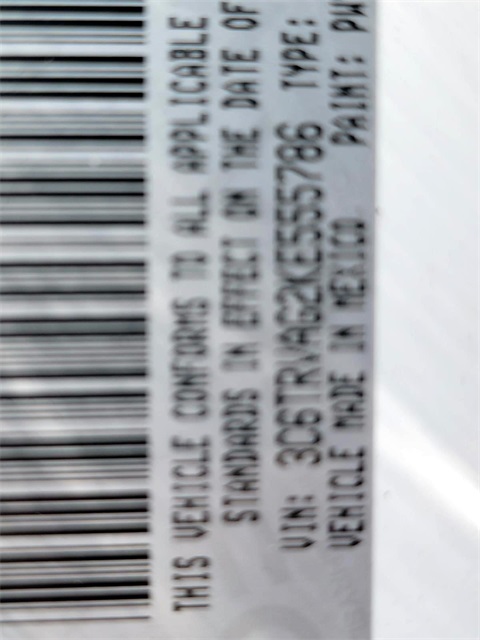 THIS VEHICLE CONFORMS TO ALL APPLICABLE
STANDARDS IN EFFECT ON THE DATE OF
VIN: 3C6TRVAG2KE555786 TYPE:
VEHICLE MADE IN MEXICO PAINT: PW